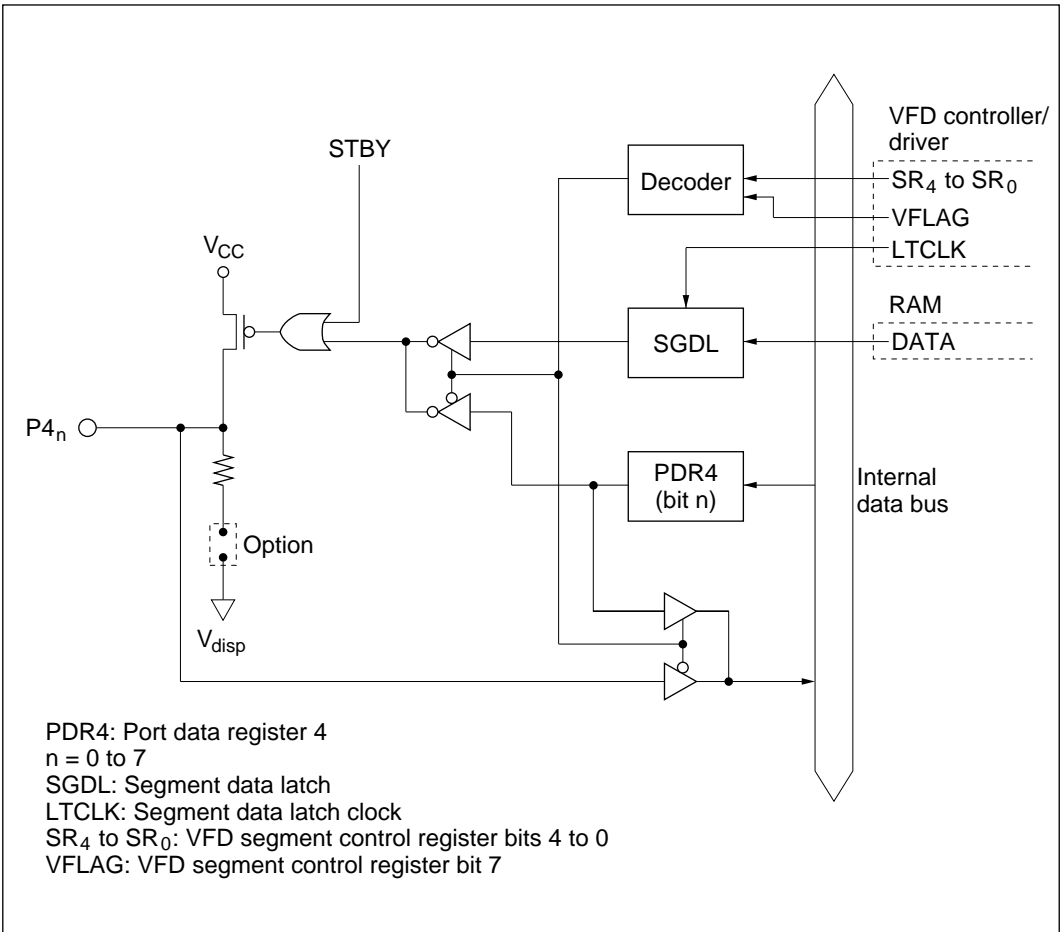 VFD controller/
driver
STBY
Decoder
SR4 to SR0
VFLAG
LTCLK
VCC
RAM
SGDL
DATA
P4n
PDR4
(bit n)
Internal
data bus
Option
Vdisp
PDR4: Port data register 4
n = 0 to 7
SGDL: Segment data latch
LTCLK: Segment data latch clock
SR4 to SR0: VFD segment control register bits 4 to 0
VFLAG: VFD segment control register bit 7